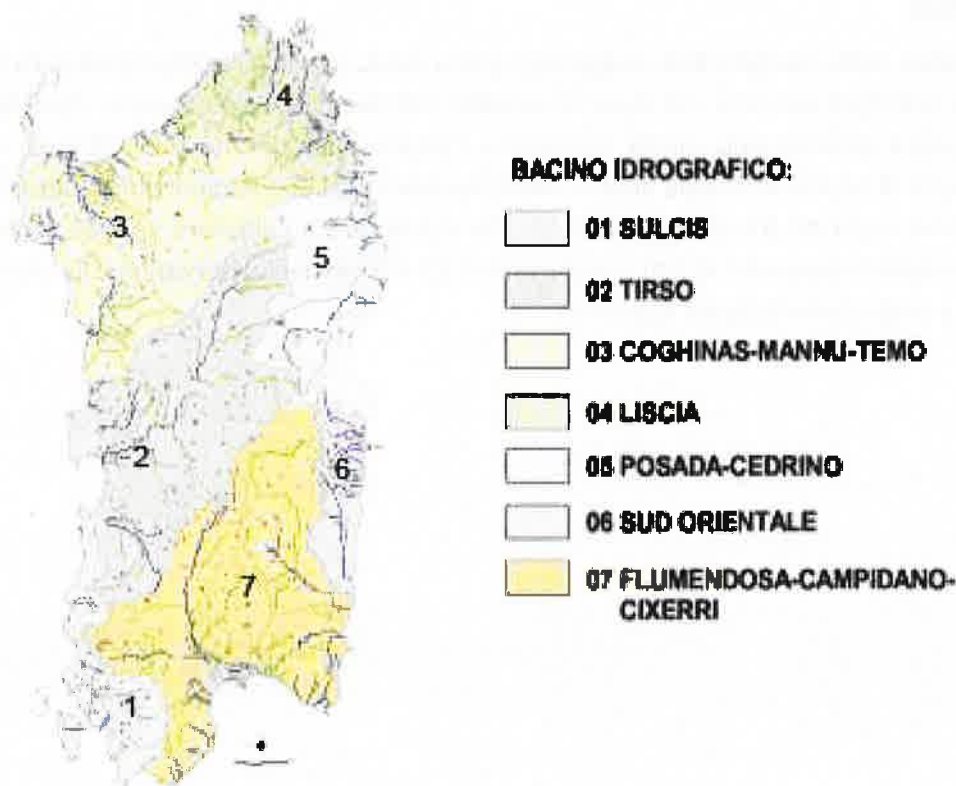 4
3
5
2
6
7
1
BACINO IDROGRAFICO:
01 SULCIS
02 TIRSO
03 COGHINAS-MANNU-TEMO
04 LISCIA
05 POSADA-CEDRINO
06 SUD ORIENTALE
07 FLUMENDOSA-CAMPIDANO-
CIXERRI